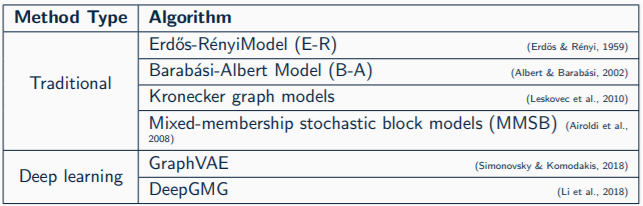 Method Type Algorithm
Traditional
Erdős-RényiModel (E-R) (Erdös & Rényi, 1959)
Barabási-Albert Model (B-A) (Albert & Barabási, 2002)
Kronecker graph models (Leskovec et al., 2010)
Mixed-membership stochastic block models (MMSB) (Airoldi et al.,
2008)
Deep learning
GraphVAE (Simonovsky & Komodakis, 2018)
DeepGMG (Li et al., 2018)